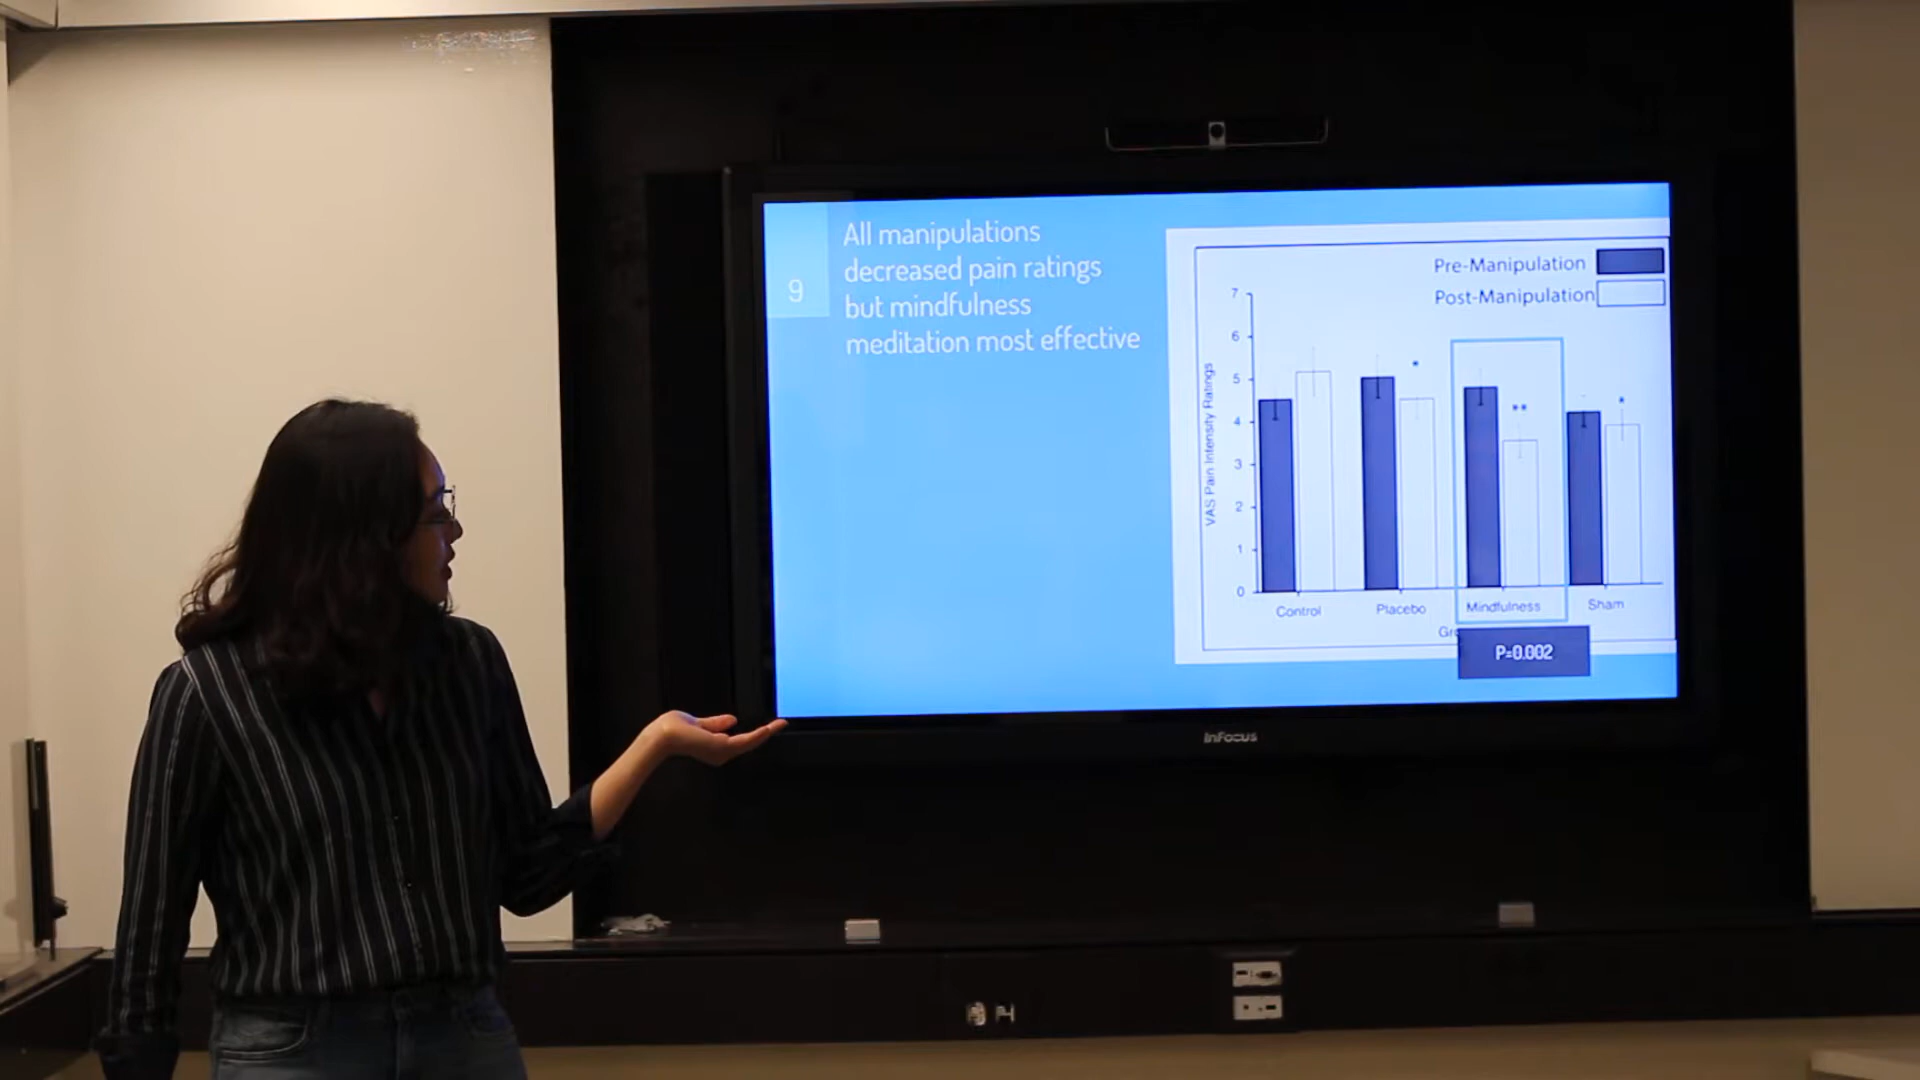 All manipulations
decreased pain ratings
but mindfulness
meditation most effective
9
Pre-Manipulation
Post-Manipulation
VAS Pain Intensity Ratings
7
6
5
4
3
2
1
0
*
**
*
Control Placebo Mindfulness Sham
P=0.002
InFocus